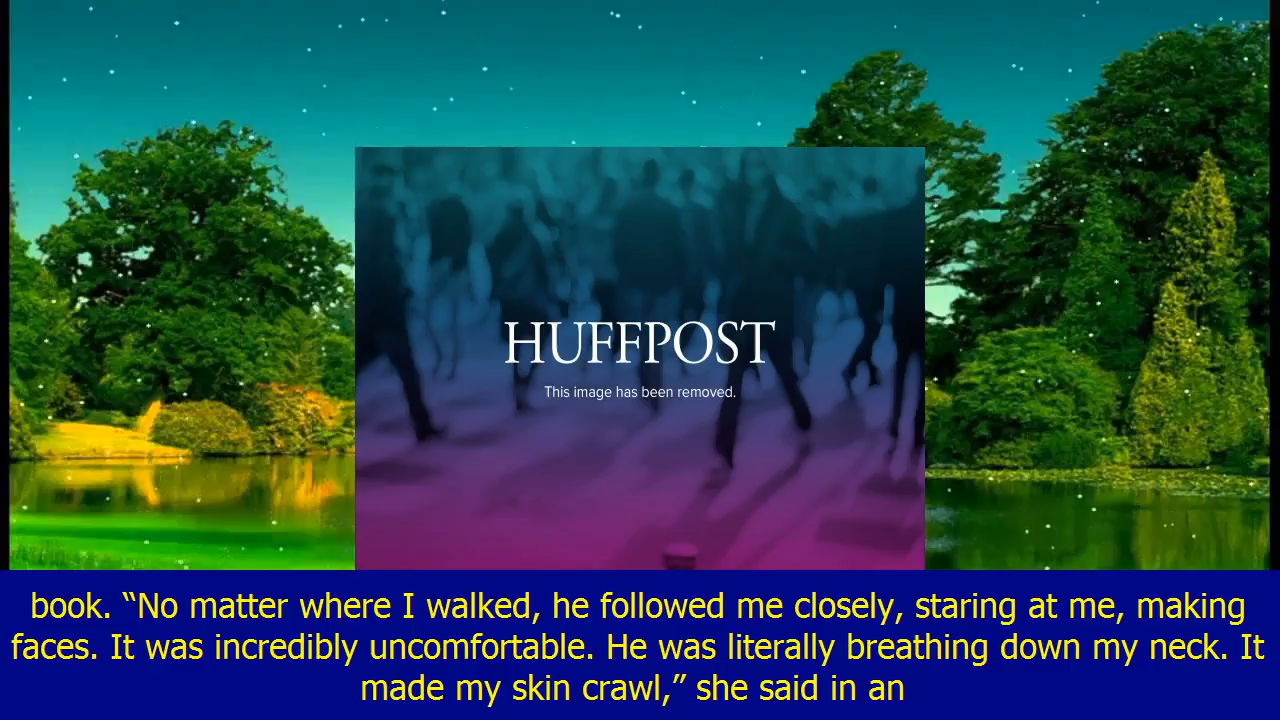 HUFFPOST
This image has been removed.
book. “No matter where I walked, he followed me closely, staring at me, making
faces. It was incredibly uncomfortable. He was literally breathing down my neck. It
made my skin crawl,” she said in an